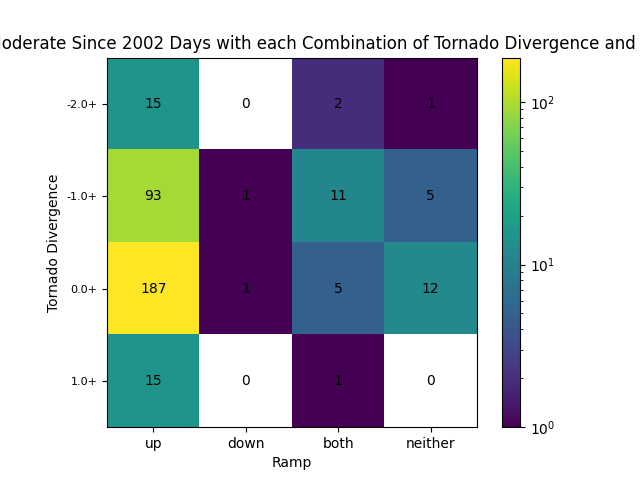 oderate Since 2002 Days with each Combination of Tornado Divergence and
-2.0+ 15 0 2 1
-1.0+ 93 1 11 5
0.0+ 187 1 5 12
1.0+ 15 0 1 0
up down both neither
Ramp
Tornado Divergence
10²
10¹
10⁰